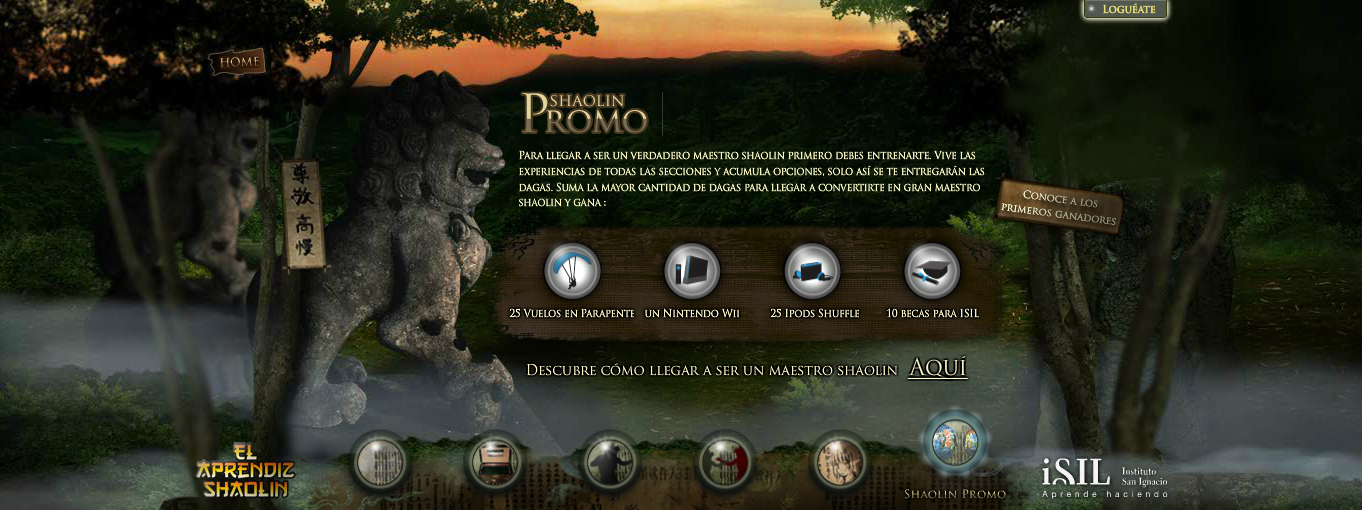 LOGUÉATE
HOME
SHAOLIN
PROMO
PARA LLEGAR A SER UN VERDADERO MAESTRO SHAOLIN PRIMERO DEBES ENTRENARTE. VIVE LAS
EXPERIENCIAS DE TODAS LAS SECCIONES Y ACUMULA OPCIONES, SOLO ASÍ SE TE ENTREGARÁN LAS
DAGAS. SUMA LA MAYOR CANTIDAD DE DAGAS PARA LLEGAR A CONVERTIRTE EN GRAN MAESTRO
SHAOLIN Y GANA :
尊敬高慢
CONOCE A LOS
PRIMEROS GANADORES
25 VUELOS EN PARAPENTE
UN NINTENDO WII
25 IPODS SHUFFLE
10 BECAS PARA ISIL
DESCUBRE CÓMO LLEGAR A SER UN MAESTRO SHAOLIN AQUÍ
EL
APRENDIZ
SHAOLIN
SHAOLIN PROMO
iSIL
Instituto
San Ignacio
Aprende haciendo